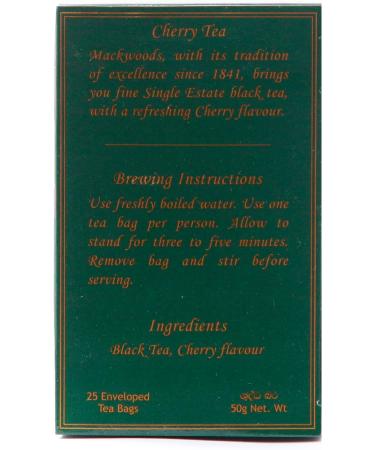 Cherry Tea
Mackwoods, with its tradition
of excellence since 1841, brings
you fine Single Estate black tea,
with a refreshing Cherry flavour.
Brewing Instructions
Use freshly boiled water. Use one
tea bag per person. Allow to
stand for three to five minutes.
Remove bag and stir before
serving.
Ingredients
Black Tea, Cherry flavour
25 Enveloped
Tea Bags
ශුද්ධ බර
50g Net. Wt